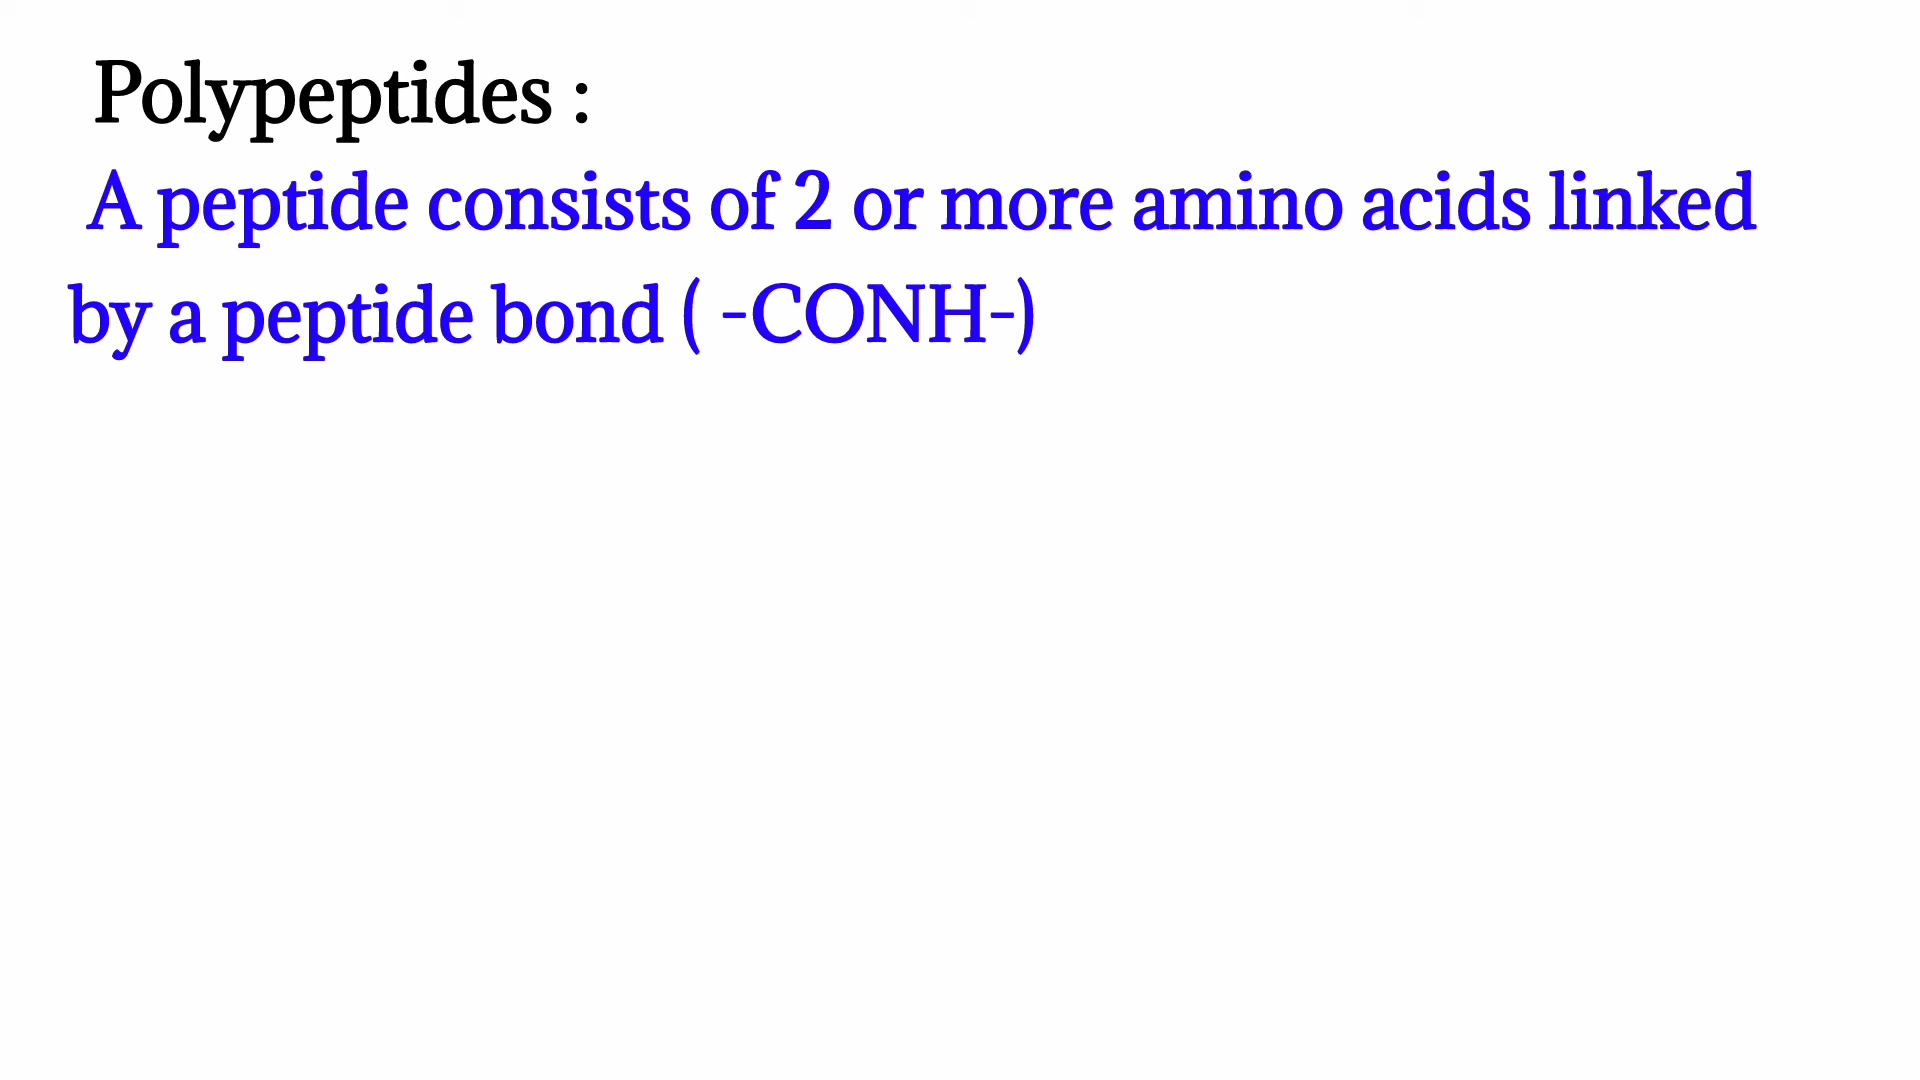 Polypeptides :
A peptide consists of 2 or more amino acids linked
by a peptide bond ( -CONH-)